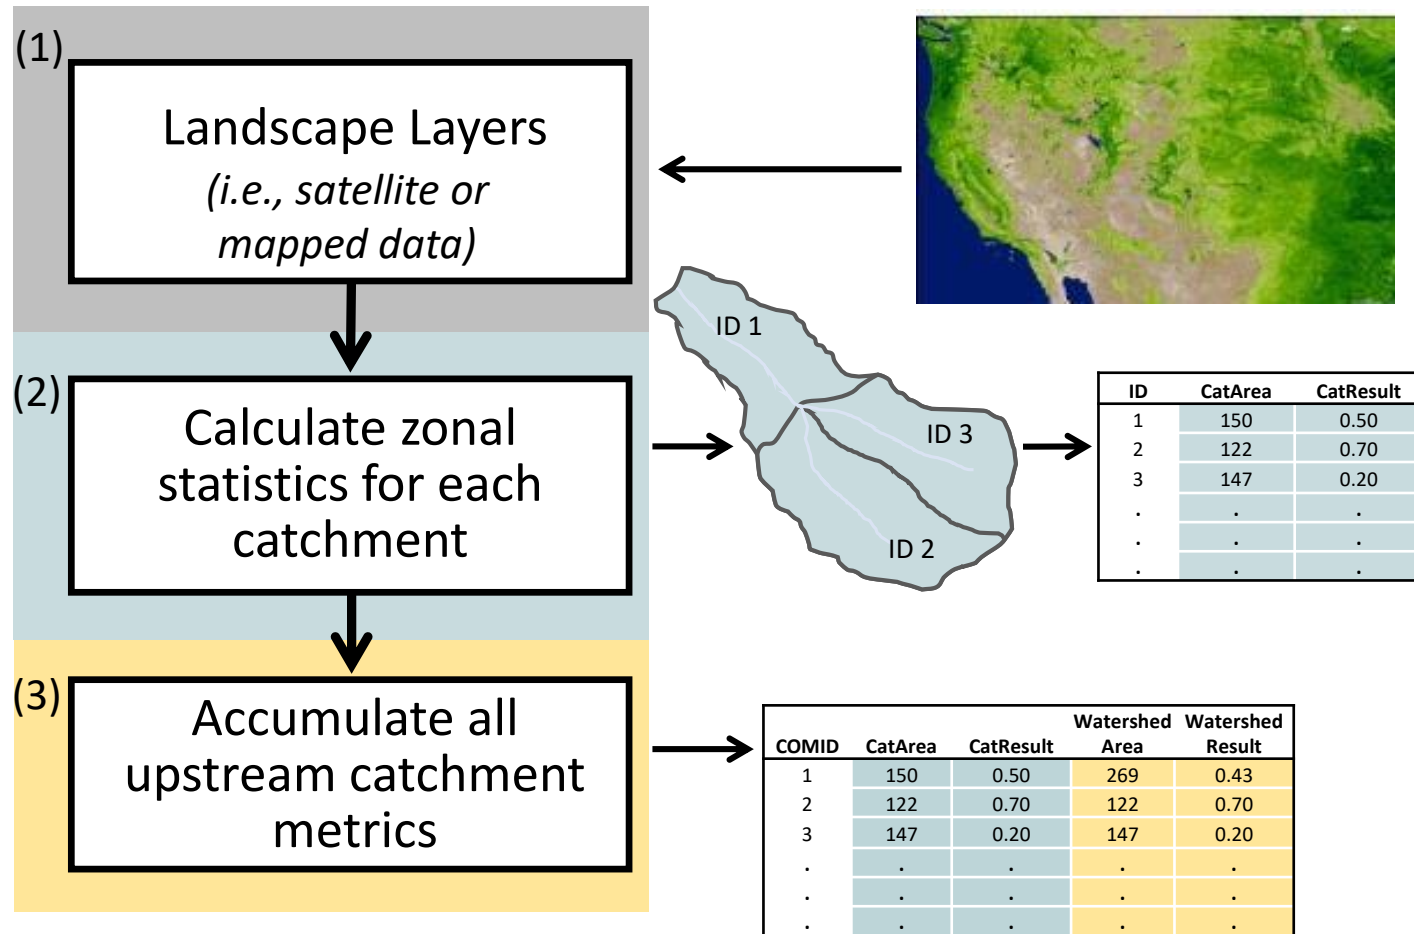 (1)
Landscape Layers
(i.e., satellite or
mapped data)
(2)
Calculate zonal
statistics for each
catchment
ID 1
ID 3
ID 2
ID CatArea CatResult
1 150 0.50
2 122 0.70
3 147 0.20
. . .
. . .
. . .
(3)
Accumulate all
upstream catchment
metrics
Watershed Watershed
COMID CatArea CatResult Area Result
1 150 0.50 269 0.43
2 122 0.70 122 0.70
3 147 0.20 147 0.20
. . . . .
. . . . .
. . . . .